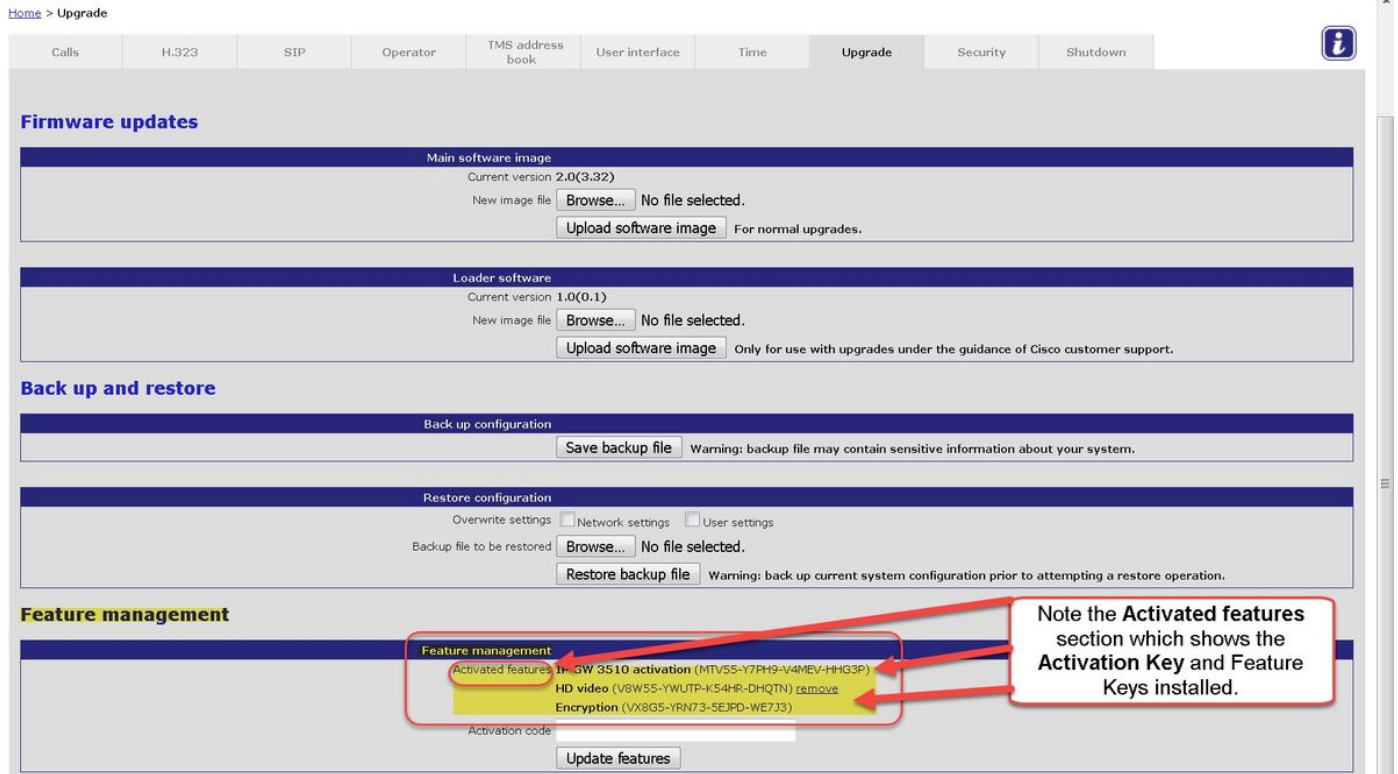 Home > Upgrade
Calls H.323 SIP Operator TMS address book User interface Time Upgrade Security Shutdown
Firmware updates
Main software image
Current version 2.0(3.32)
New image file Browse... No file selected.
Upload software image For normal upgrades.
Loader software
Current version 1.0(0.1)
New image file Browse... No file selected.
Upload software image Only for use with upgrades under the guidance of Cisco customer support.
Back up and restore
Back up configuration
Save backup file Warning: backup file may contain sensitive information about your system.
Restore configuration
Overwrite settings Network settings User settings
Backup file to be restored Browse... No file selected.
Restore backup file Warning: back up current system configuration prior to attempting a restore operation.
Feature management
Note the Activated features
section which shows the
Activation Key and Feature
Keys installed.
Feature management
Activated features GW 3510 activation (MTV55-Y7PH9-V4MEV-HHG3P)
HD video (V8W55-YWUTP-K54HR-DHQTN) remove
Encryption (VX8G5-YRN73-5EJPD-WE7J3)
Activation code
Update features